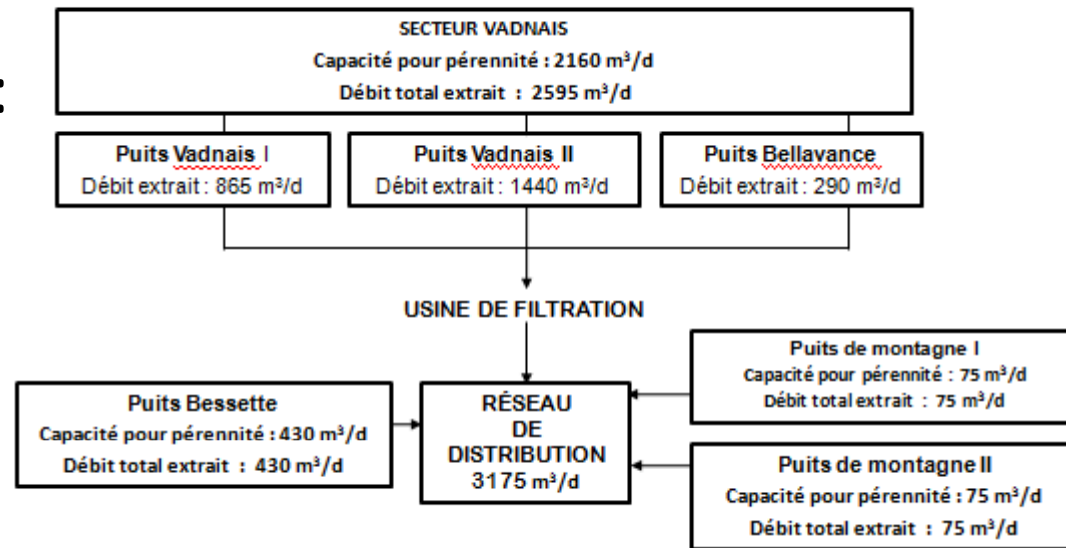 :
SECTEUR VADNAIS
Capacité pour pérennité : 2160 m³/d
Débit total extrait : 2595 m³/d
Puits Vadnais I
Débit extrait : 865 m³/d
Puits Vadnais II
Débit extrait : 1440 m³/d
Puits Bellavance
Débit extrait : 290 m³/d
USINE DE FILTRATION
Puits Bessette
Capacité pour pérennité : 430 m³/d
Débit total extrait : 430 m³/d
RÉSEAU
DE
DISTRIBUTION
3175 m³/d
Puits de montagne I
Capacité pour pérennité : 75 m³/d
Débit total extrait : 75 m³/d
Puits de montagne II
Capacité pour pérennité : 75 m³/d
Débit total extrait : 75 m³/d